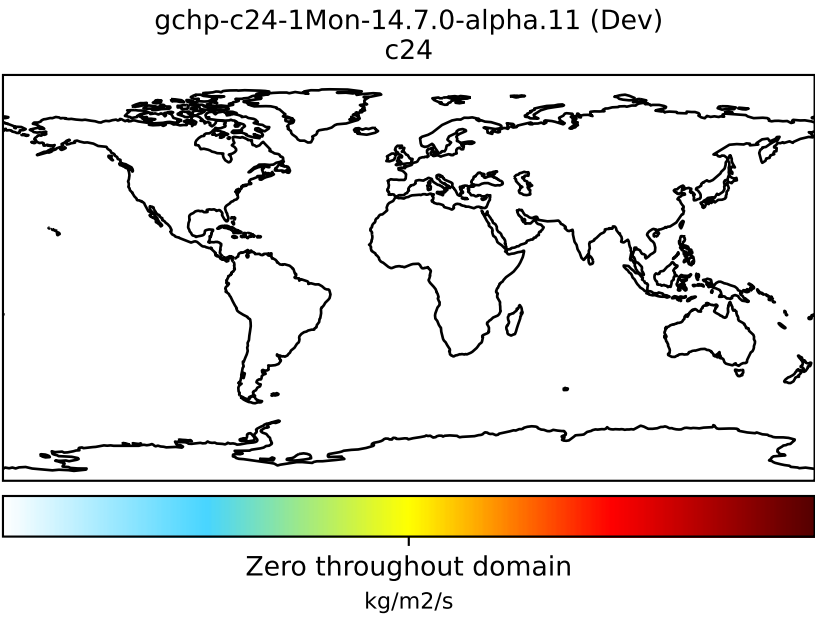 gchp-c24-1Mon-14.7.0-alpha.11 (Dev)
c24
Zero throughout domain
kg/m2/s